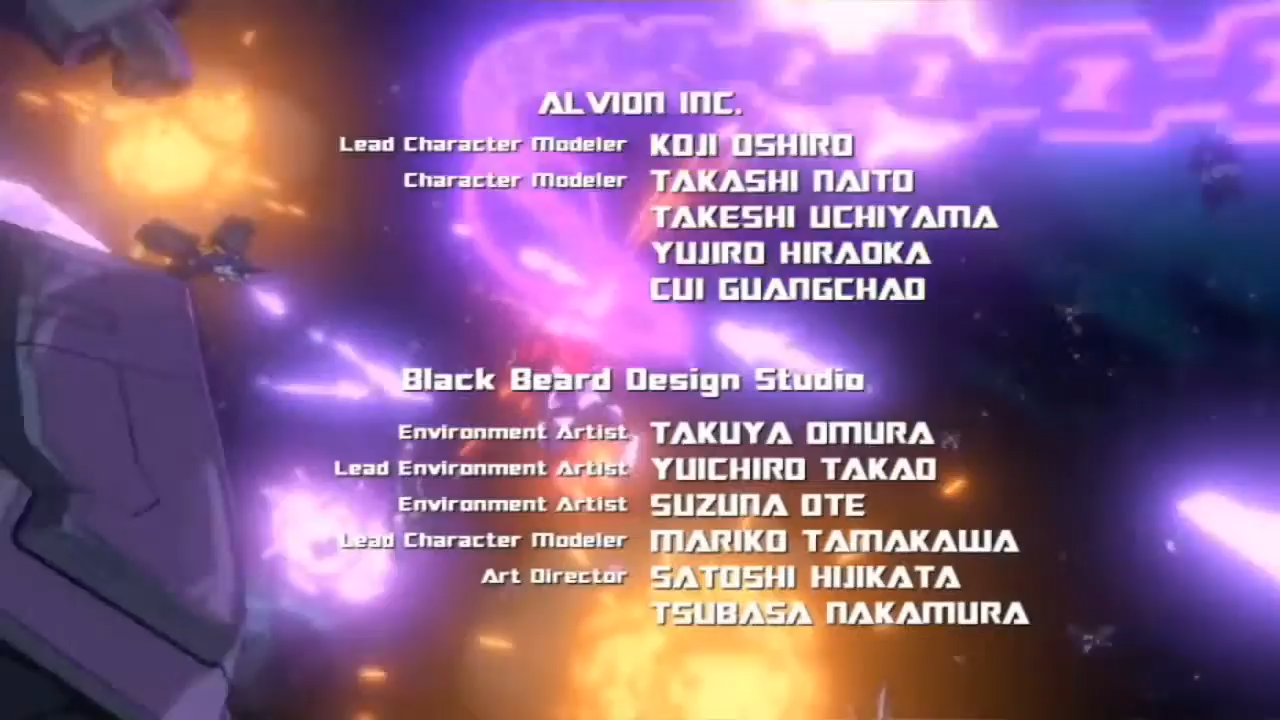 ALVION INC.
Lead Character Modeler KOJI OSHIRO
Character Modeler TAKASHI NAITO
TAKESHI UCHIYAMA
YUJIRO HIRAOKA
CUI GUANGCHAO
Black Beard Design Studio
Environment Artist TAKUYA OMURA
Lead Environment Artist YUICHIRO TAKAO
Environment Artist SUZUNA OTE
Lead Character Modeler MARIKO TAMAKAWA
Art Director SATOSHI HIJIKATA
TSUBASA NAKAMURA